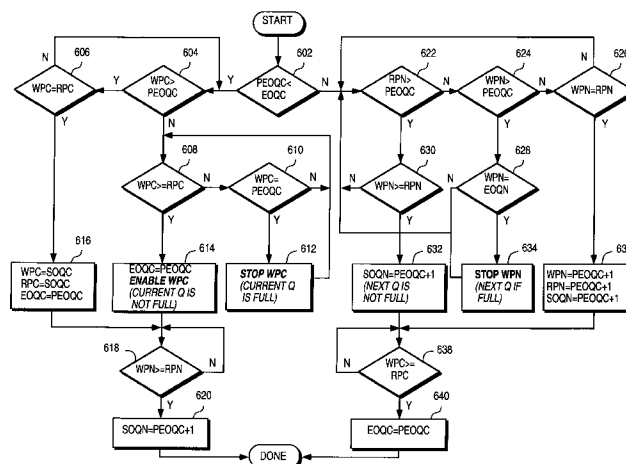 START
606
604
602
622
624
626
N
WPC=RPC
Y
WPC>
PEOQC
Y
PEOQC<
EOQC
N
RPN>
PEOQC
N
WPN>
PEOQC
N
WPN=RPN
Y
N
Y
Y
Y
608
610
630
628
WPC>=RPC
N
WPC=
PEOQC
N
N
WPN>=RPN
WPN=
EOQN
N
Y
Y
Y
Y
616
614
612
632
634
WPC=SOQC
RPC=SOQC
EOQC=PEOQC
EOQC=PEOQC
ENABLE WPC
(CURRENT Q IS
NOT FULL)
STOP WPC
(CURRENT Q
IS FULL)
SOQN=PEOQC+1
(NEXT Q IS
NOT FULL)
STOP WPN
(NEXT Q IF
FULL)
WPN=PEOQC+1
RPN=PEOQC+1
SOQN=PEOQC+1
618
WPN>=RPN
N
N
WPC>=
RPC
638
Y
620
Y
640
SOQN=PEOQC+1
EOQC=PEOQC
DONE